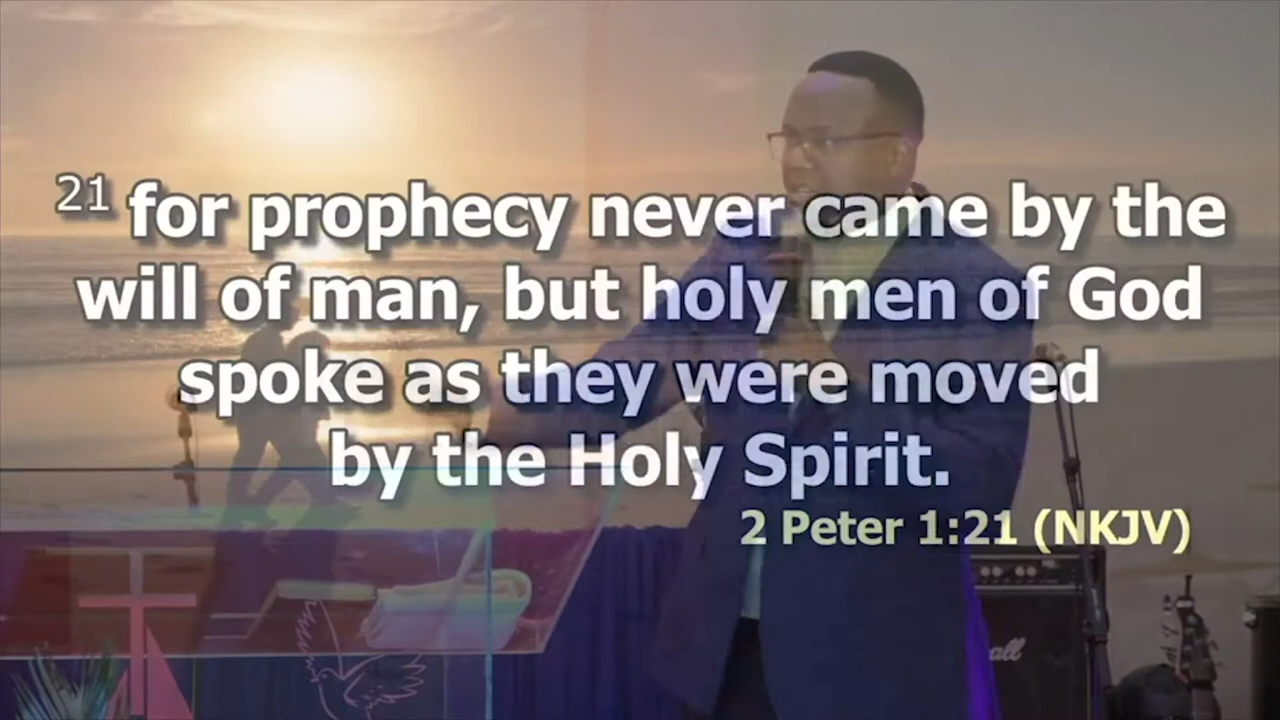 21 for prophecy never came by the
will of man, but holy men of God
spoke as they were moved
by the Holy Spirit.
2 Peter 1:21 (NKJV)
all